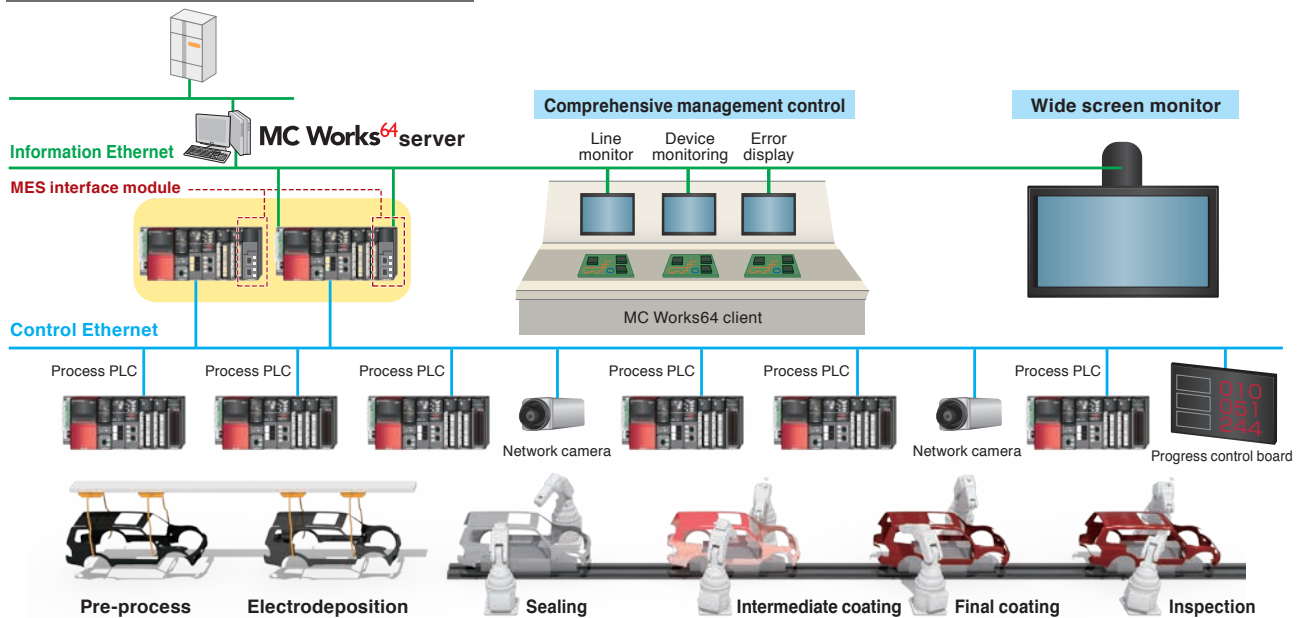 Comprehensive management control
Wide screen monitor
MC Works64 server
Line monitor
Device monitoring
Error display
Information Ethernet
MES interface module
MC Works64 client
Control Ethernet
Process PLC
Process PLC
Process PLC
Process PLC
Process PLC
Process PLC
010
051
244
Network camera
Network camera
Progress control board
Pre-process
Electrodeposition
Sealing
Intermediate coating
Final coating
Inspection